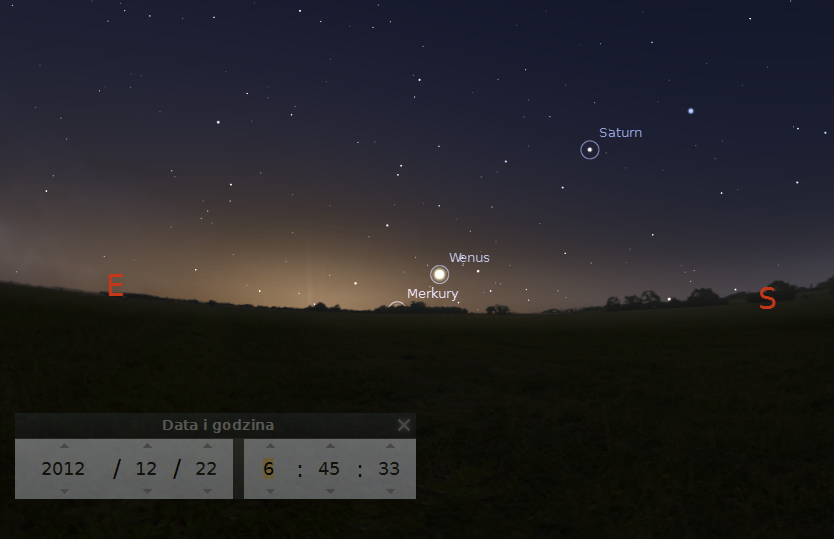 Saturn
Wenus
Merkury
E
S
Data i godzina
2012 / 12 / 22 6 : 45 : 33